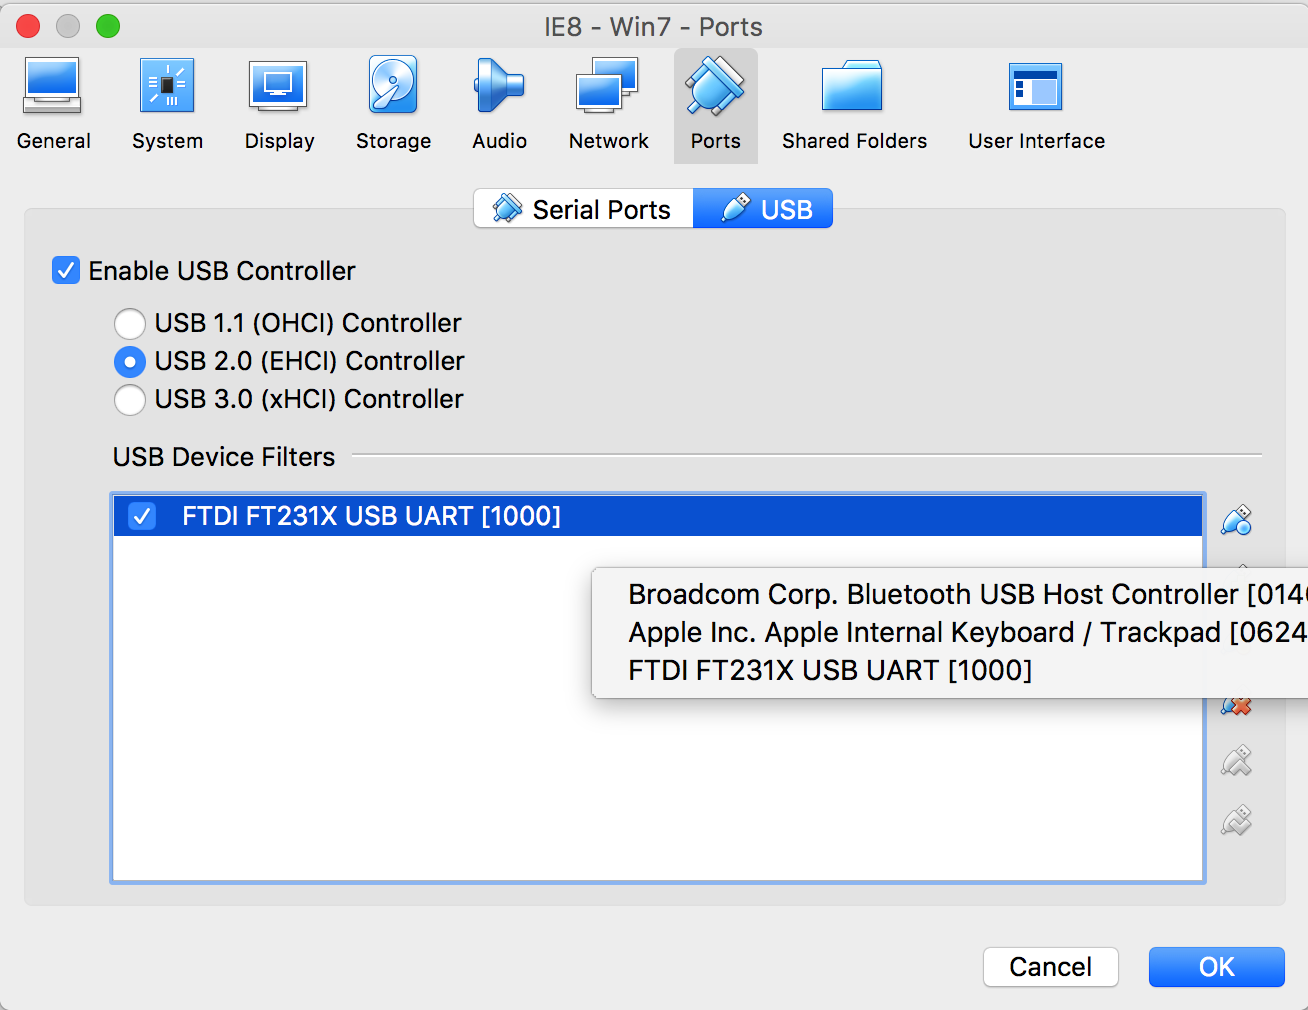 IE8 - Win7 - Ports
General System Display Storage Audio Network Ports Shared Folders User Interface
Serial Ports USB
Enable USB Controller
USB 1.1 (OHCI) Controller
USB 2.0 (EHCI) Controller
USB 3.0 (xHCI) Controller
USB Device Filters
FTDI FT231X USB UART [1000]
Broadcom Corp. Bluetooth USB Host Controller [014
Apple Inc. Apple Internal Keyboard / Trackpad [0624
FTDI FT231X USB UART [1000]
Cancel OK